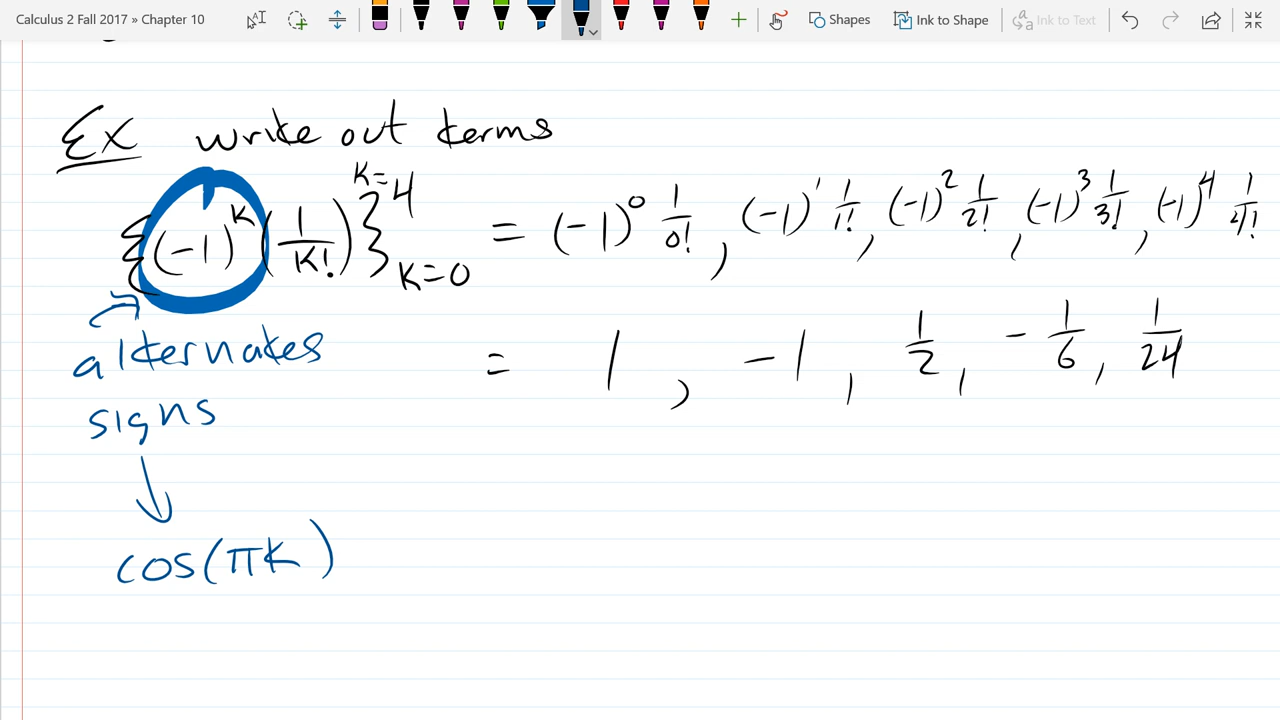 Calculus 2 Fall 2017 » Chapter 10
Shapes
Ink to Shape
Ink to Text
Ex write out terms
{(-1)^k (1/k!)}_{k=0}^{k=4} = (-1)^0 1/0!, (-1)^1 1/1!, (-1)^2 1/2!, (-1)^3 1/3!, (-1)^4 1/4!
= 1, -1, 1/2, -1/6, 1/24
alternates
signs
↓
cos(πk)